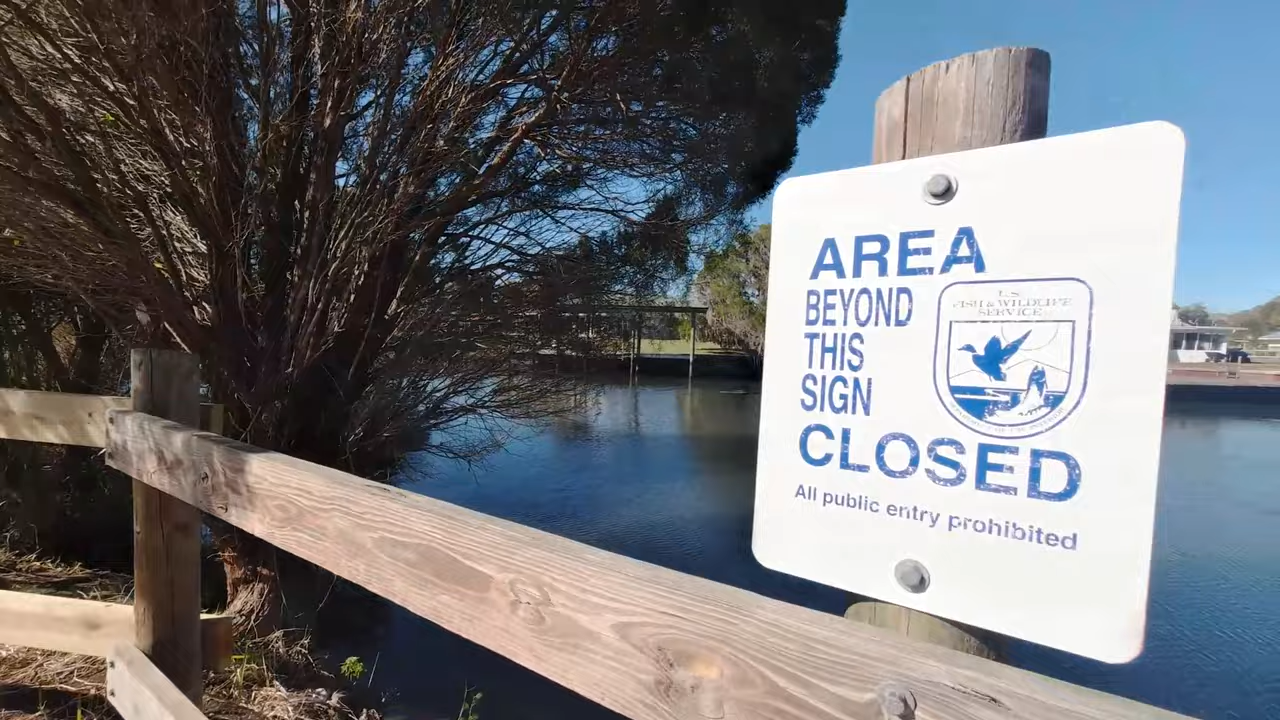 AREA
BEYOND
THIS
SIGN
CLOSED
All public entry prohibited
U.S.
FISH & WILDLIFE
SERVICE